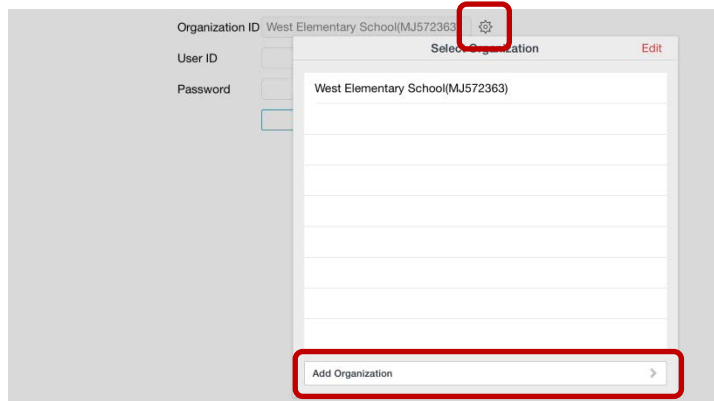 Organization ID West Elementary School(MJ572363)
Select Organization Edit
User ID
Password
West Elementary School(MJ572363)
Add Organization